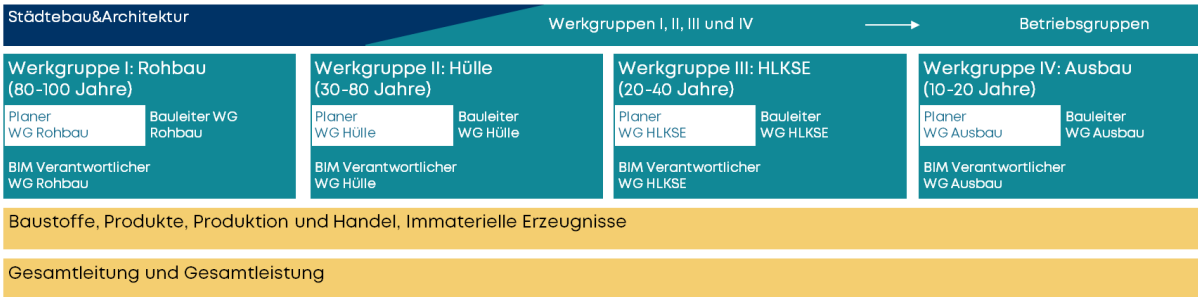 Städtebau&Architektur
Werkgruppen I, II, III und IV
Betriebsgruppen
Werkgruppe I: Rohbau
(80-100 Jahre)
Planer
WG Rohbau
Bauleiter WG
Rohbau
BIM Verantwortlicher
WG Rohbau
Werkgruppe II: Hülle
(30-80 Jahre)
Planer
WG Hülle
Bauleiter
WG Hülle
BIM Verantwortlicher
WG Hülle
Werkgruppe III: HLKSE
(20-40 Jahre)
Planer
WG HLKSE
Bauleiter
WG HLKSE
BIM Verantwortlicher
WG HLKSE
Werkgruppe IV: Ausbau
(10-20 Jahre)
Planer
WG Ausbau
Bauleiter
WG Ausbau
BIM Verantwortlicher
WG Ausbau
Baustoffe, Produkte, Produktion und Handel, Immaterielle Erzeugnisse
Gesamtleitung und Gesamtleistung